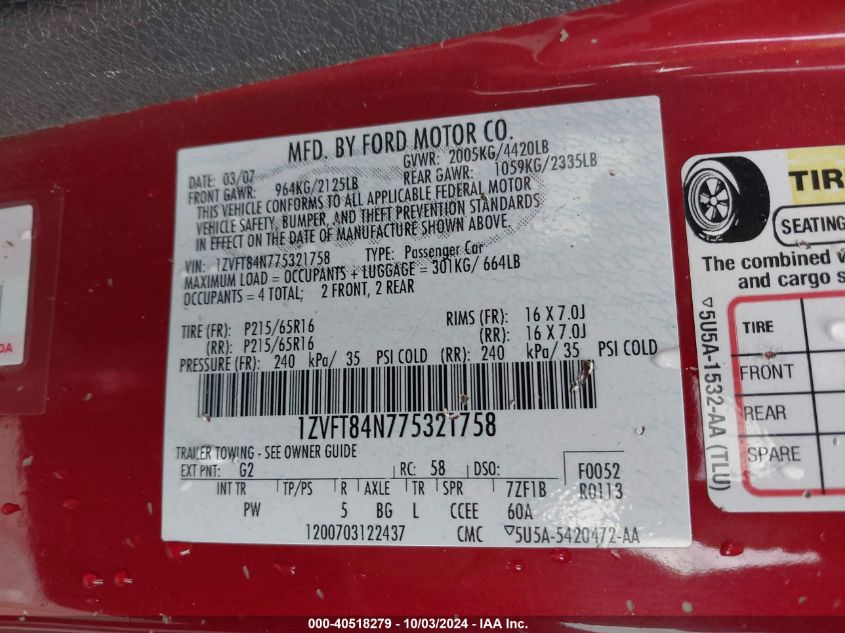 MFD. BY FORD MOTOR CO.
DATE: 03/07 GVWR: 2005KG/4420LB
FRONT GAWR: 964KG/2125LB REAR GAWR: 1059KG/2335LB
THIS VEHICLE CONFORMS TO ALL APPLICABLE FEDERAL MOTOR
VEHICLE SAFETY, BUMPER, AND THEFT PREVENTION STANDARDS
IN EFFECT ON THE DATE OF MANUFACTURE SHOWN ABOVE.
VIN: 1ZVFT84N775321758 TYPE: Passenger Car
MAXIMUM LOAD = OCCUPANTS + LUGGAGE = 301KG/ 664LB
OCCUPANTS = 4 TOTAL; 2 FRONT, 2 REAR
TIRE (FR): P215/65R16 RIMS (FR): 16 X 7.0J
(RR): P215/65R16 (RR): 16 X 7.0J
PRESSURE (FR): 240 kPa/ 35 PSI COLD (RR): 240 kPa/ 35 PSI COLD
1ZVFT84N775321758
TRAILER TOWING - SEE OWNER GUIDE
EXT PNT: G2 RC: 58 DSO: F0052
INT TR TP/PS R AXLE TR SPR 7ZF1B R0113
PW 5 BG L CCEE 60A
1200703122437 CMC ▽5U5A-5420472-AA
TIR
SEATING
The combined
and cargo
TIRE
FRONT
REAR
SPARE
▽5U5A-1532-AA (TLU)
DA
000-40518279 - 10/03/2024 - IAA Inc.